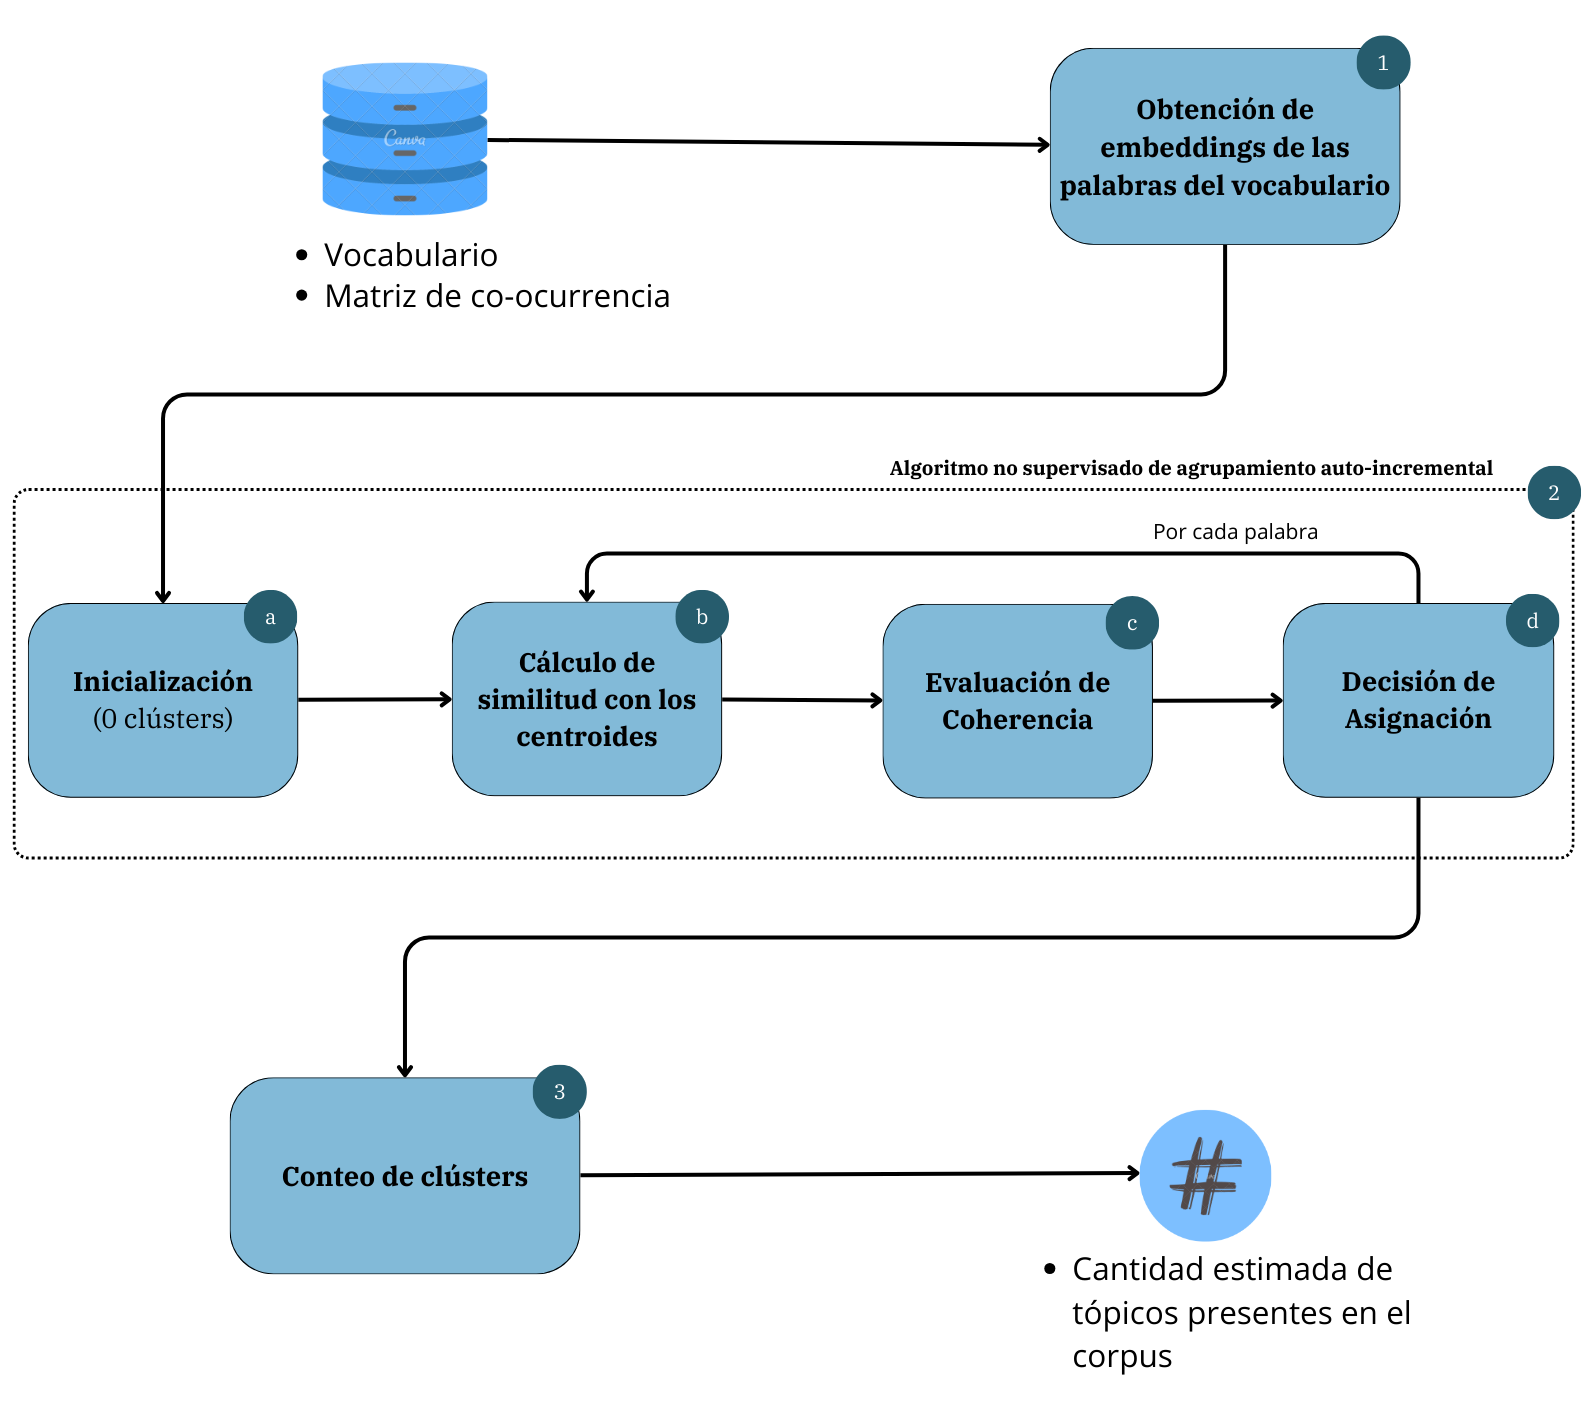 1
Obtención de
embeddings de las
palabras del vocabulario
Canva
• Vocabulario
• Matriz de co-ocurrencia
Algoritmo no supervisado de agrupamiento auto-incremental
2
Por cada palabra
a
Inicialización
(0 clústers)
b
Cálculo de
similitud con los
centroides
c
Evaluación de
Coherencia
d
Decisión de
Asignación
3
Conteo de clústers
#
• Cantidad estimada de
tópicos presentes en el
corpus